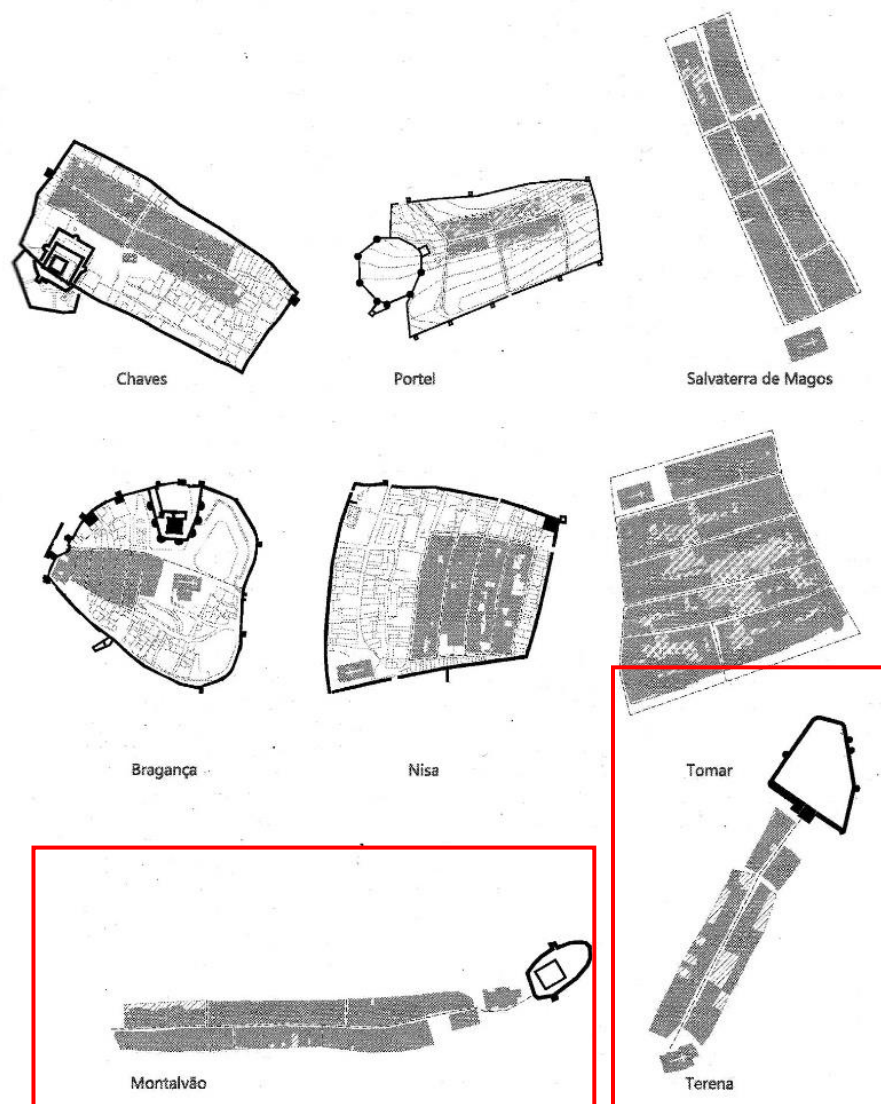 Chaves
Portel
Salvaterra de Magos
Bragança
Nisa
Tomar
Montalvão
Terena